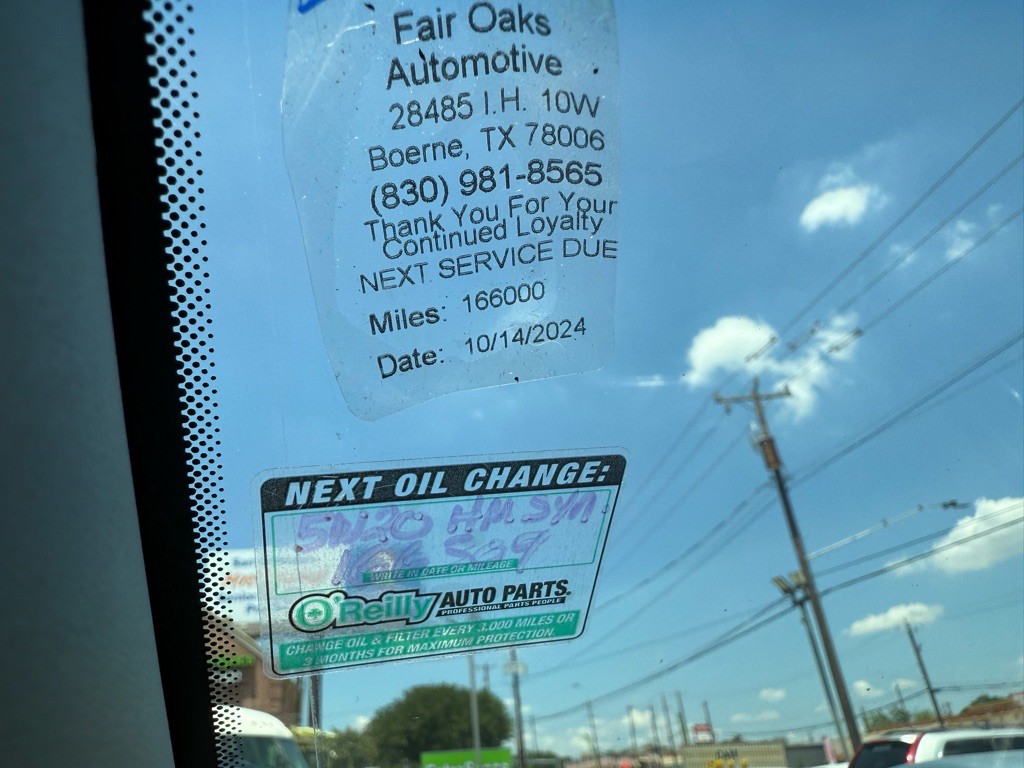 Fair Oaks
Automotive
28485 I.H. 10W
Boerne, TX 78006
(830) 981-8565
Thank You For Your
Continued Loyalty
NEXT SERVICE DUE
Miles: 166000
Date: 10/14/2024
NEXT OIL CHANGE:
5W20 HM SYN
WRITE IN DATE OR MILEAGE
O'Reilly AUTO PARTS.
PROFESSIONAL PARTS PEOPLE
CHANGE OIL & FILTER EVERY 3,000 MILES OR
3 MONTHS FOR MAXIMUM PROTECTION.